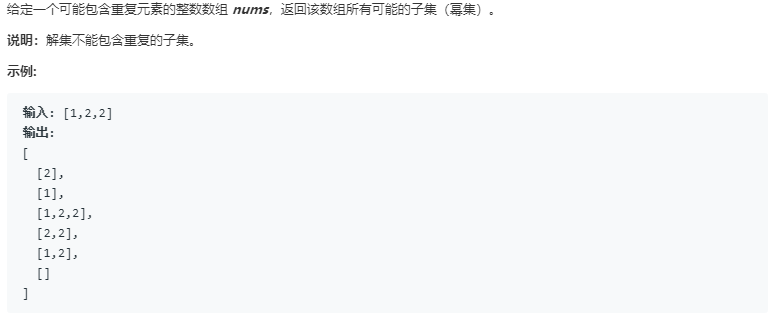 给定一个可能包含重复元素的整数数组 nums，返回该数组所有可能的子集（幂集）。
说明：解集不能包含重复的子集。
示例:
输入: [1,2,2]
输出:
[
  [2],
  [1],
  [1,2,2],
  [2,2],
  [1,2],
  []
]